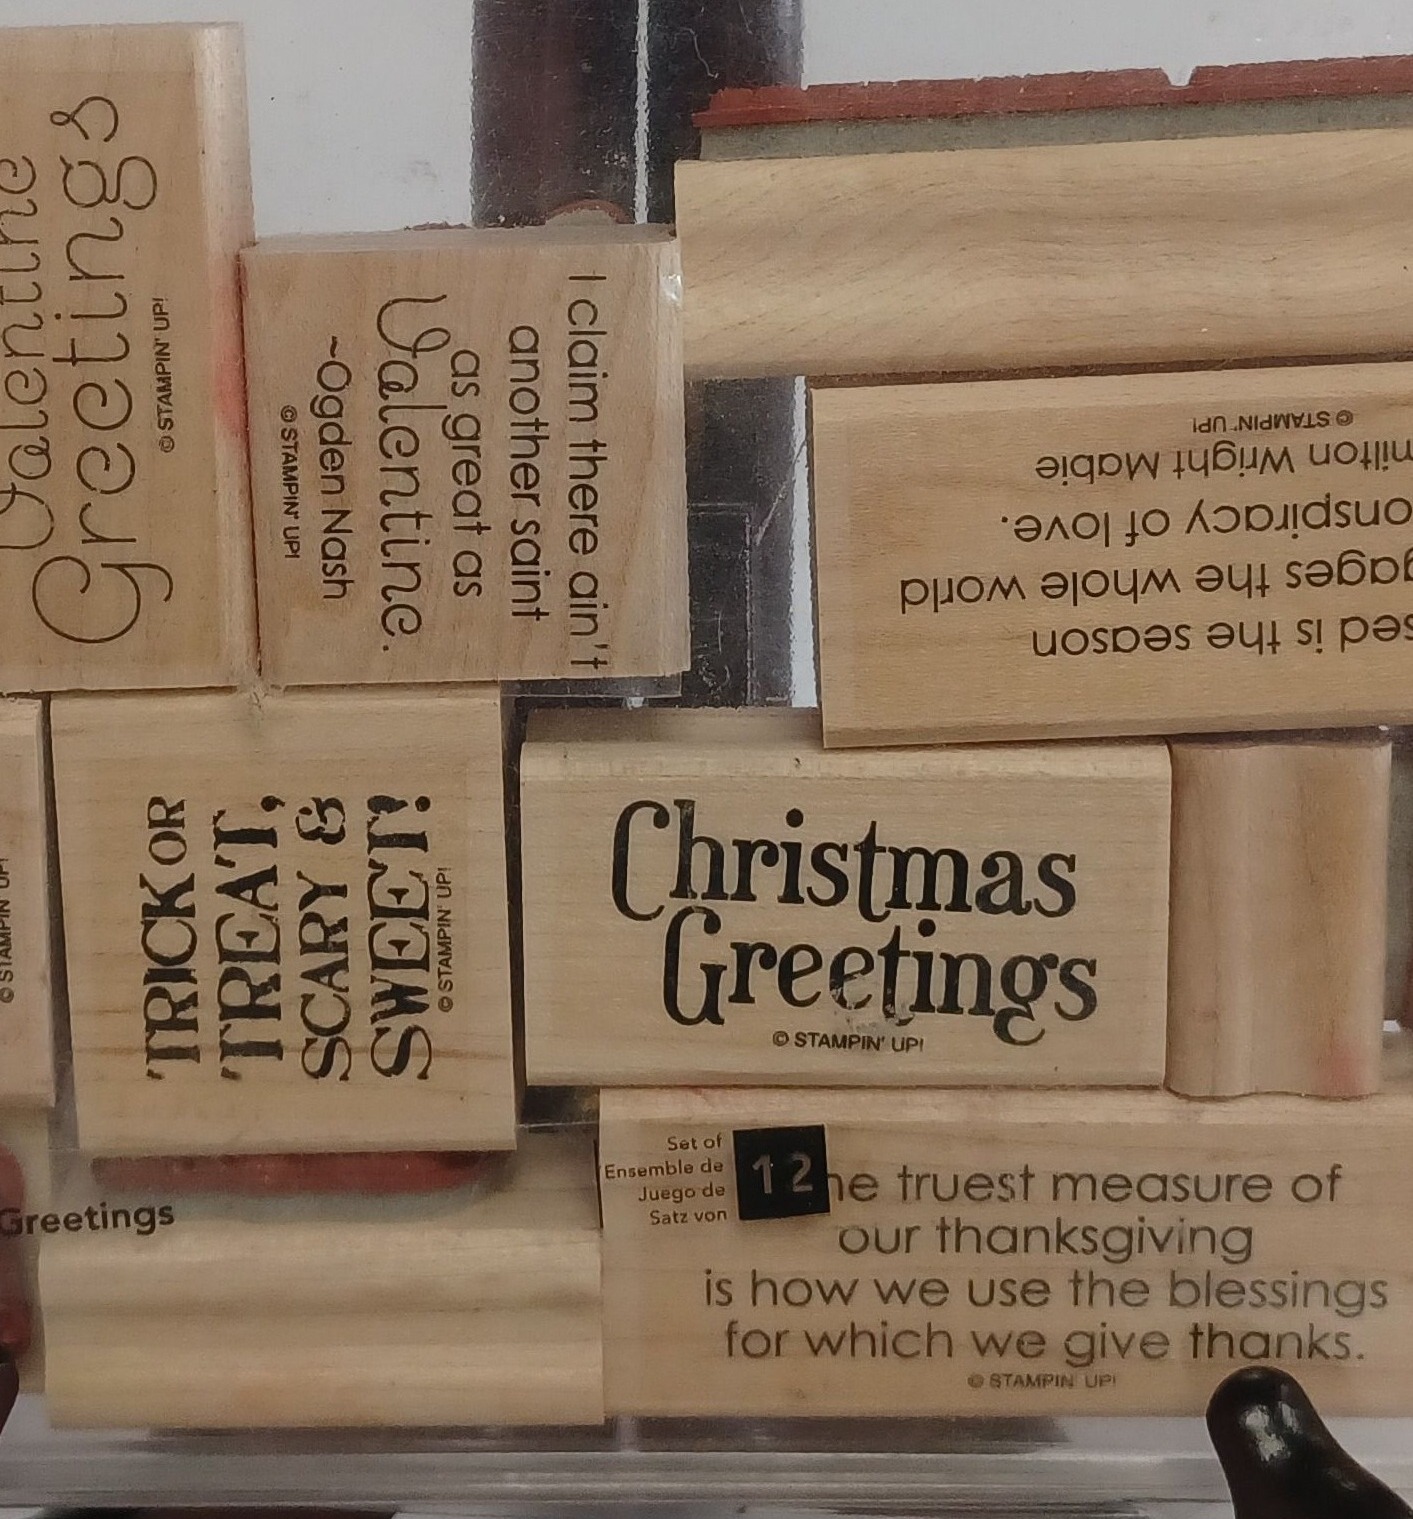 Valentine
Greetings
© STAMPIN' UP!
I claim there ain't
another saint
as great as
Valentine.
~Ogden Nash
© STAMPIN' UP!
sed is the season
gages the whole world
onspiracy of love.
milton Wright Mabie
© STAMPIN' UP!
© STAMPIN' UP!
TRICK OR
TREAT,
SCARY &
SWEET!
© STAMPIN' UP!
Christmas
Greetings
© STAMPIN' UP!
Greetings
Set of
Ensemble de
Juego de
Satz von
12
he truest measure of
our thanksgiving
is how we use the blessings
for which we give thanks.
© STAMPIN' UP!